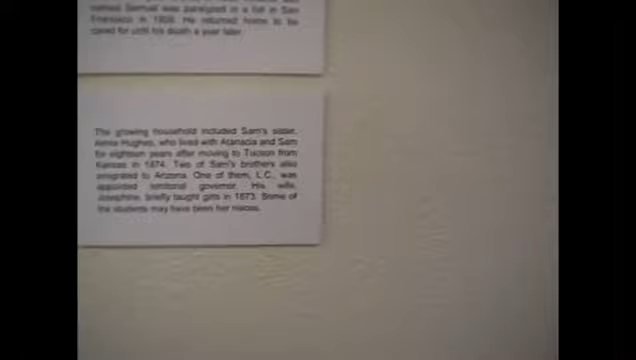 named Samuel was paralyzed in a fall in San
Francisco in 1908. He returned home to be
cared for until his death a year later.
The growing household included Sam's sister,
Hughes, who lived with Atanacia and Sam
for eighteen years after moving to Tucson from
Kansas in 1874. Two of Sam's brothers also
emigrated to Arizona. One of them, L.C., was
appointed territorial governor. His wife,
Josephine, briefly taught girls in 1873. Some of
the students may have been her nieces.